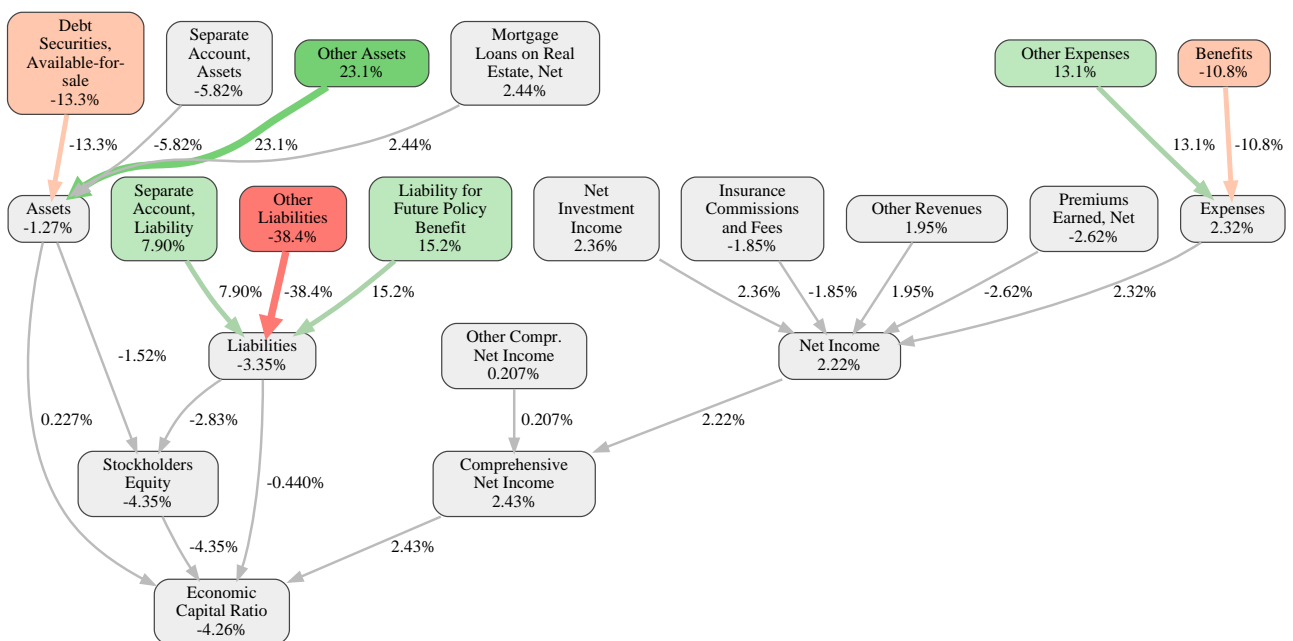 Debt
Securities,
Available-for-
sale
-13.3%
Separate
Account,
Assets
-5.82%
Other Assets
23.1%
Mortgage
Loans on Real
Estate, Net
2.44%
Other Expenses
13.1%
Benefits
-10.8%
-13.3%
-5.82%
23.1%
2.44%
13.1%
-10.8%
Assets
-1.27%
Separate
Account,
Liability
7.90%
Other
Liabilities
-38.4%
Liability for
Future Policy
Benefit
15.2%
Net
Investment
Income
2.36%
Insurance
Commissions
and Fees
-1.85%
Other Revenues
1.95%
Premiums
Earned, Net
-2.62%
Expenses
2.32%
7.90%
-38.4%
15.2%
2.36%
-1.85%
1.95%
-2.62%
2.32%
-1.52%
Liabilities
-3.35%
Other Compr.
Net Income
0.207%
Net Income
2.22%
0.227%
-2.83%
0.207%
2.22%
Stockholders
Equity
-4.35%
-0.440%
Comprehensive
Net Income
2.43%
-4.35%
2.43%
Economic
Capital Ratio
-4.26%